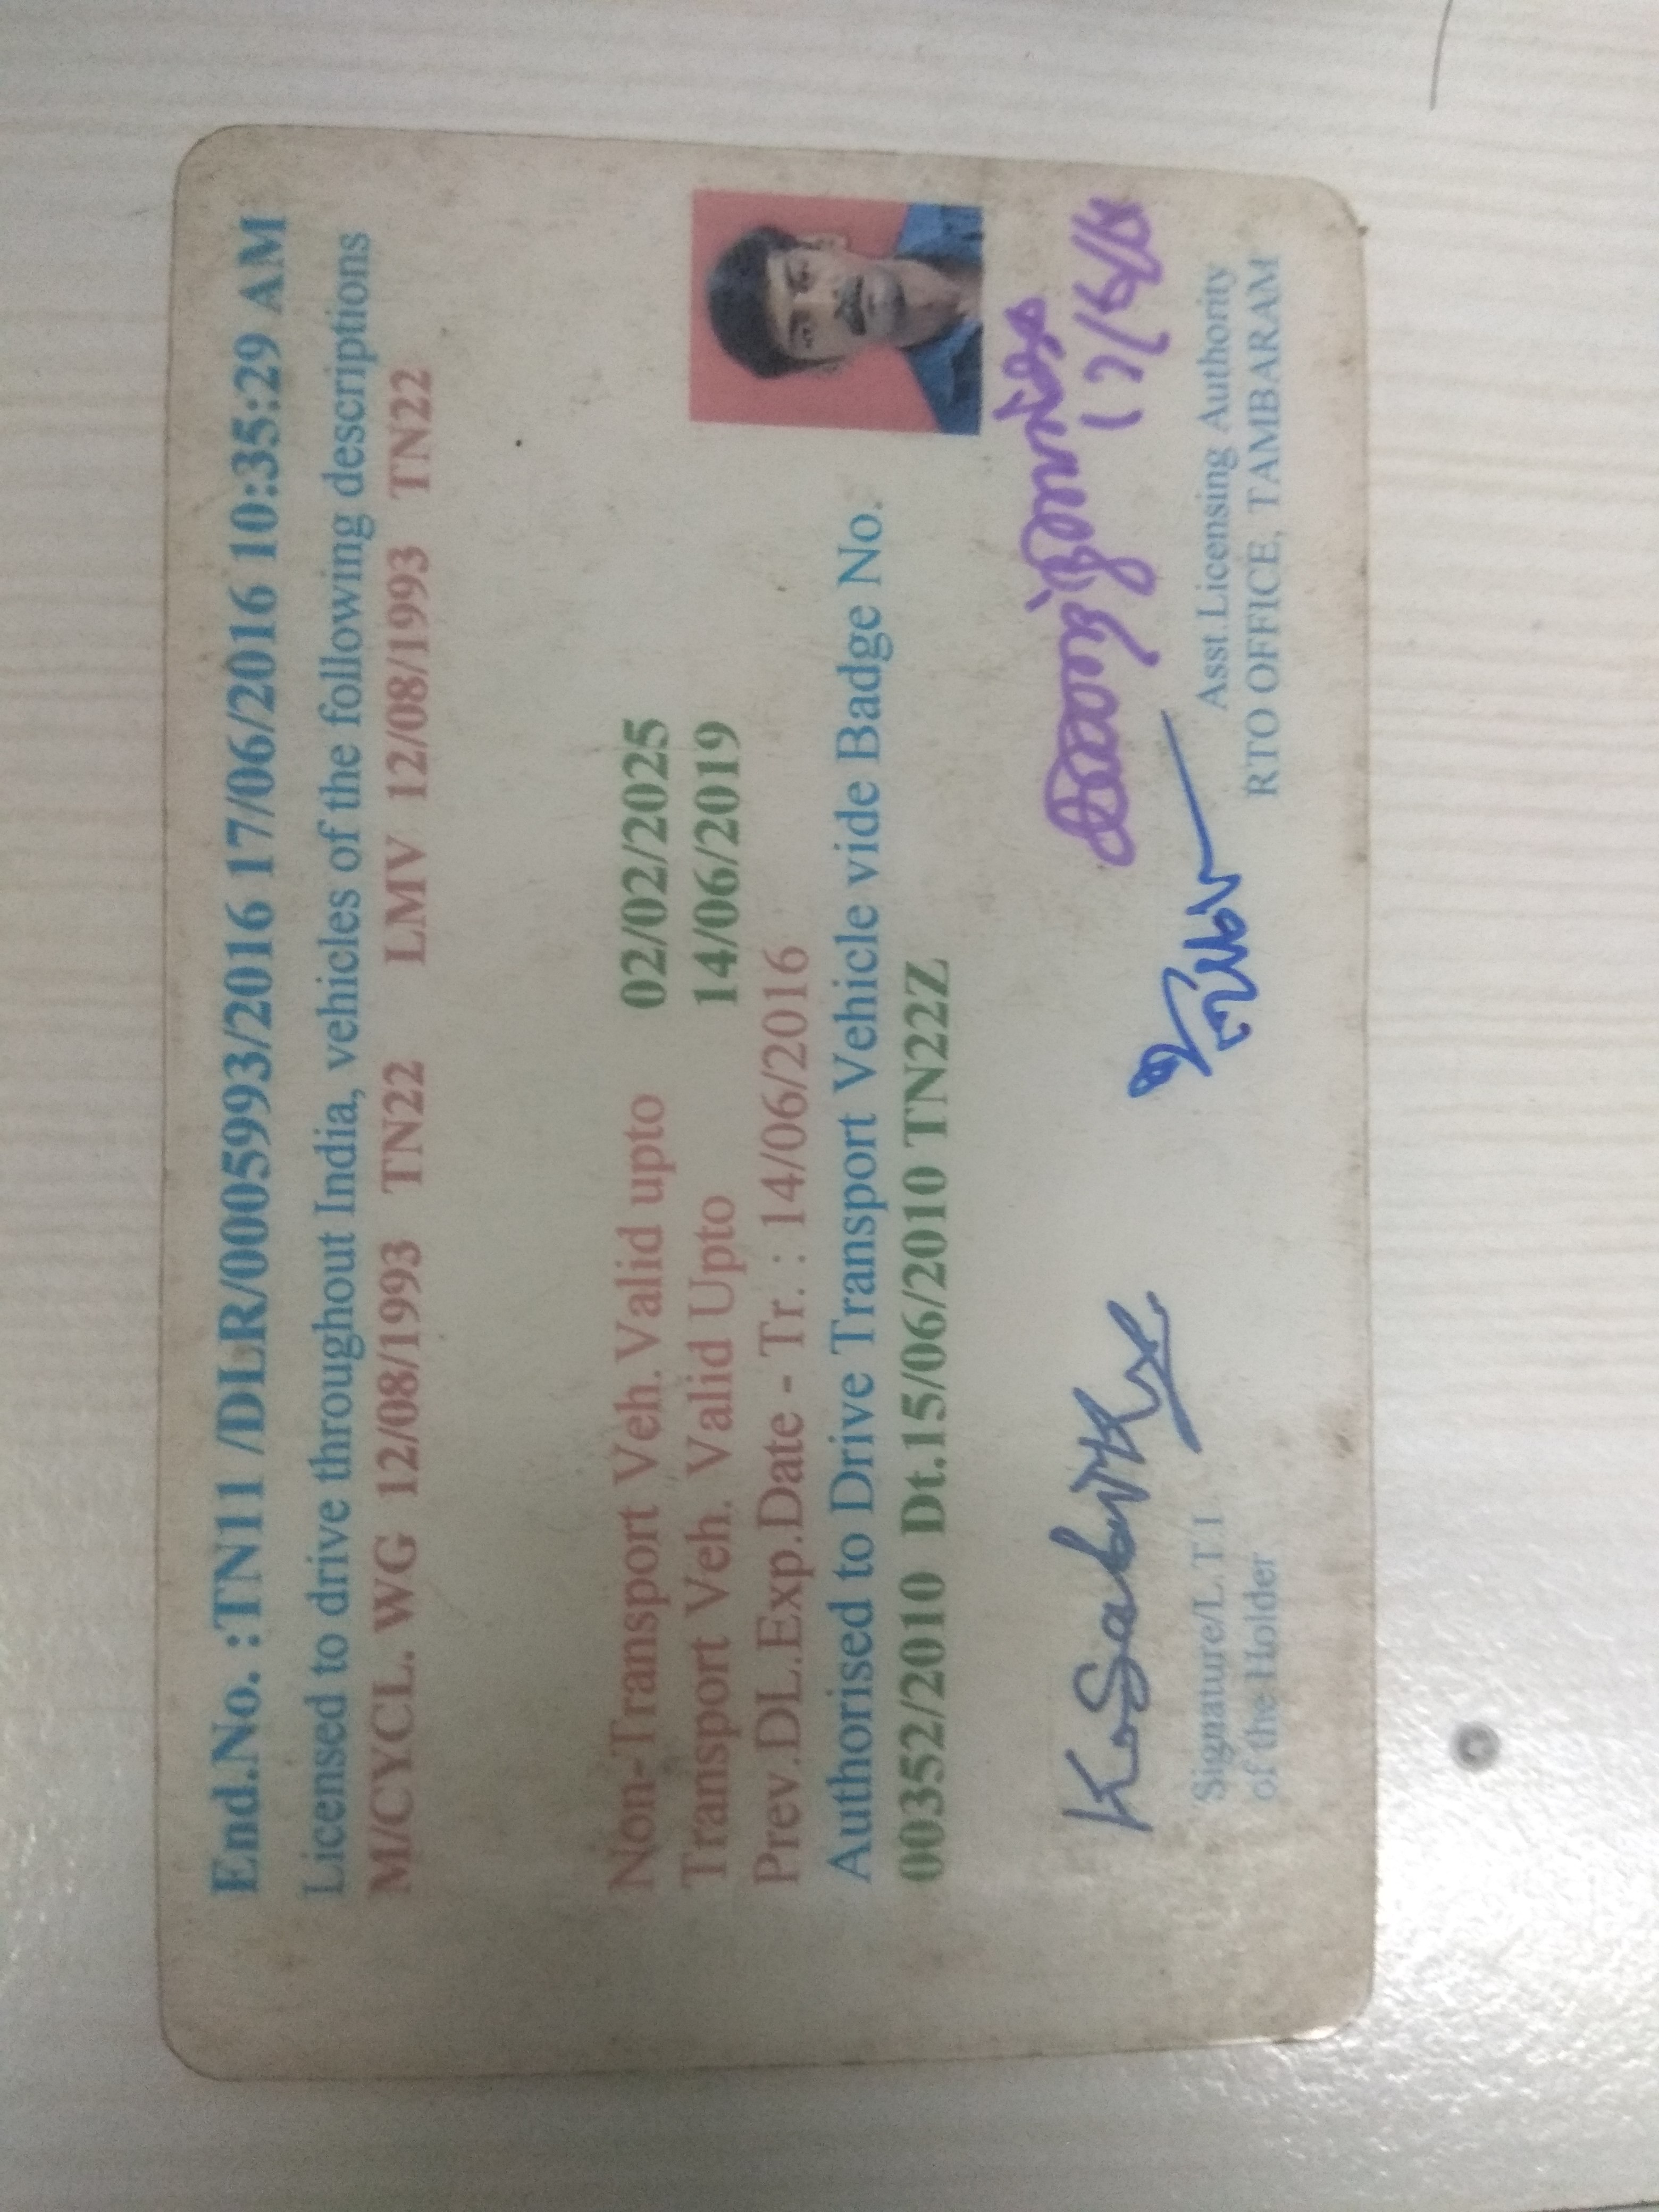 End.No. :TN11 /DLR/0005993/2016 17/06/2016 10:35:29 AM
Licensed to drive throughout India, vehicles of the following descriptions
M/CYCL. WG 12/08/1993 TN22 LMV 12/08/1993 TN22
Non-Transport Veh.Valid upto 02/02/2025
Transport Veh. Valid Upto 14/06/2019
Prev.DL.Exp.Date - Tr. : 14/06/2016
Authorised to Drive Transport Vehicle vide Badge No.
00352/2010 Dt.15/06/2010 TN22Z
Signature/L.T.I.
of the Holder
Asst.Licensing Authority
RTO OFFICE, TAMBARAM